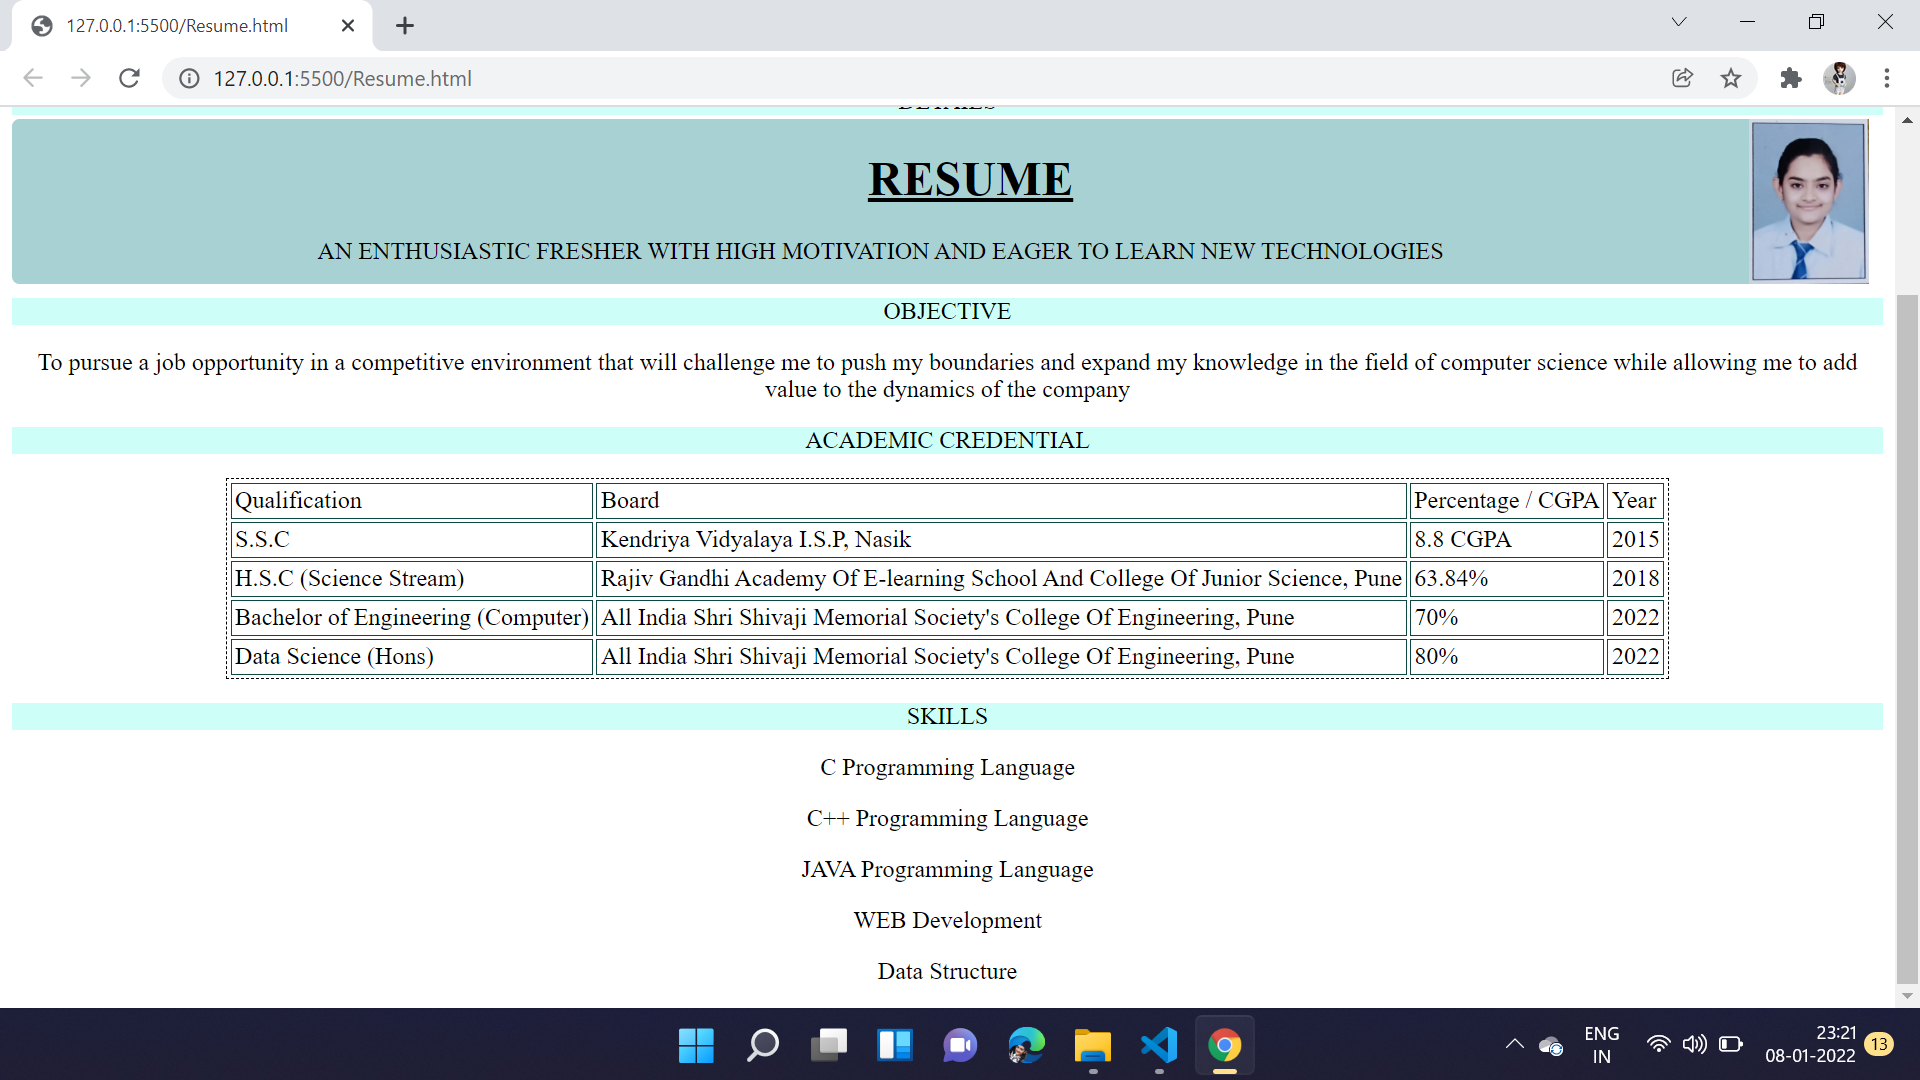 127.0.0.1:5500/Resume.html
127.0.0.1:5500/Resume.html
DETAILS
RESUME
AN ENTHUSIASTIC FRESHER WITH HIGH MOTIVATION AND EAGER TO LEARN NEW TECHNOLOGIES
OBJECTIVE
To pursue a job opportunity in a competitive environment that will challenge me to push my boundaries and expand my knowledge in the field of computer science while allowing me to add
value to the dynamics of the company
ACADEMIC CREDENTIAL
Qualification Board Percentage / CGPA Year
S.S.C Kendriya Vidyalaya I.S.P, Nasik 8.8 CGPA 2015
H.S.C (Science Stream) Rajiv Gandhi Academy Of E-learning School And College Of Junior Science, Pune 63.84% 2018
Bachelor of Engineering (Computer) All India Shri Shivaji Memorial Society's College Of Engineering, Pune 70% 2022
Data Science (Hons) All India Shri Shivaji Memorial Society's College Of Engineering, Pune 80% 2022
SKILLS
C Programming Language
C++ Programming Language
JAVA Programming Language
WEB Development
Data Structure
ENG 23:21
IN 08-01-2022 13